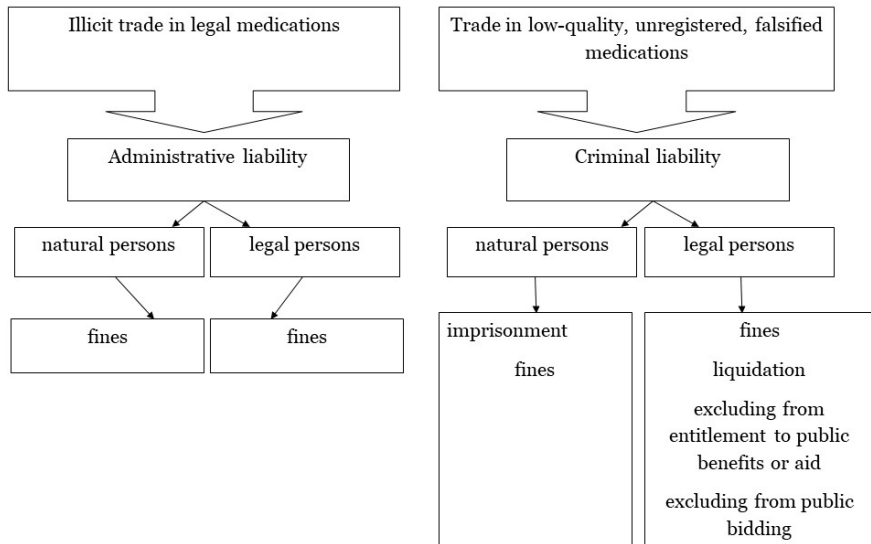 Illicit trade in legal medications
Administrative liability
natural persons
legal persons
fines
fines
Trade in low-quality, unregistered, falsified
medications
Criminal liability
natural persons
legal persons
imprisonment
fines
fines
liquidation
excluding from
entitlement to public
benefits or aid
excluding from public
bidding